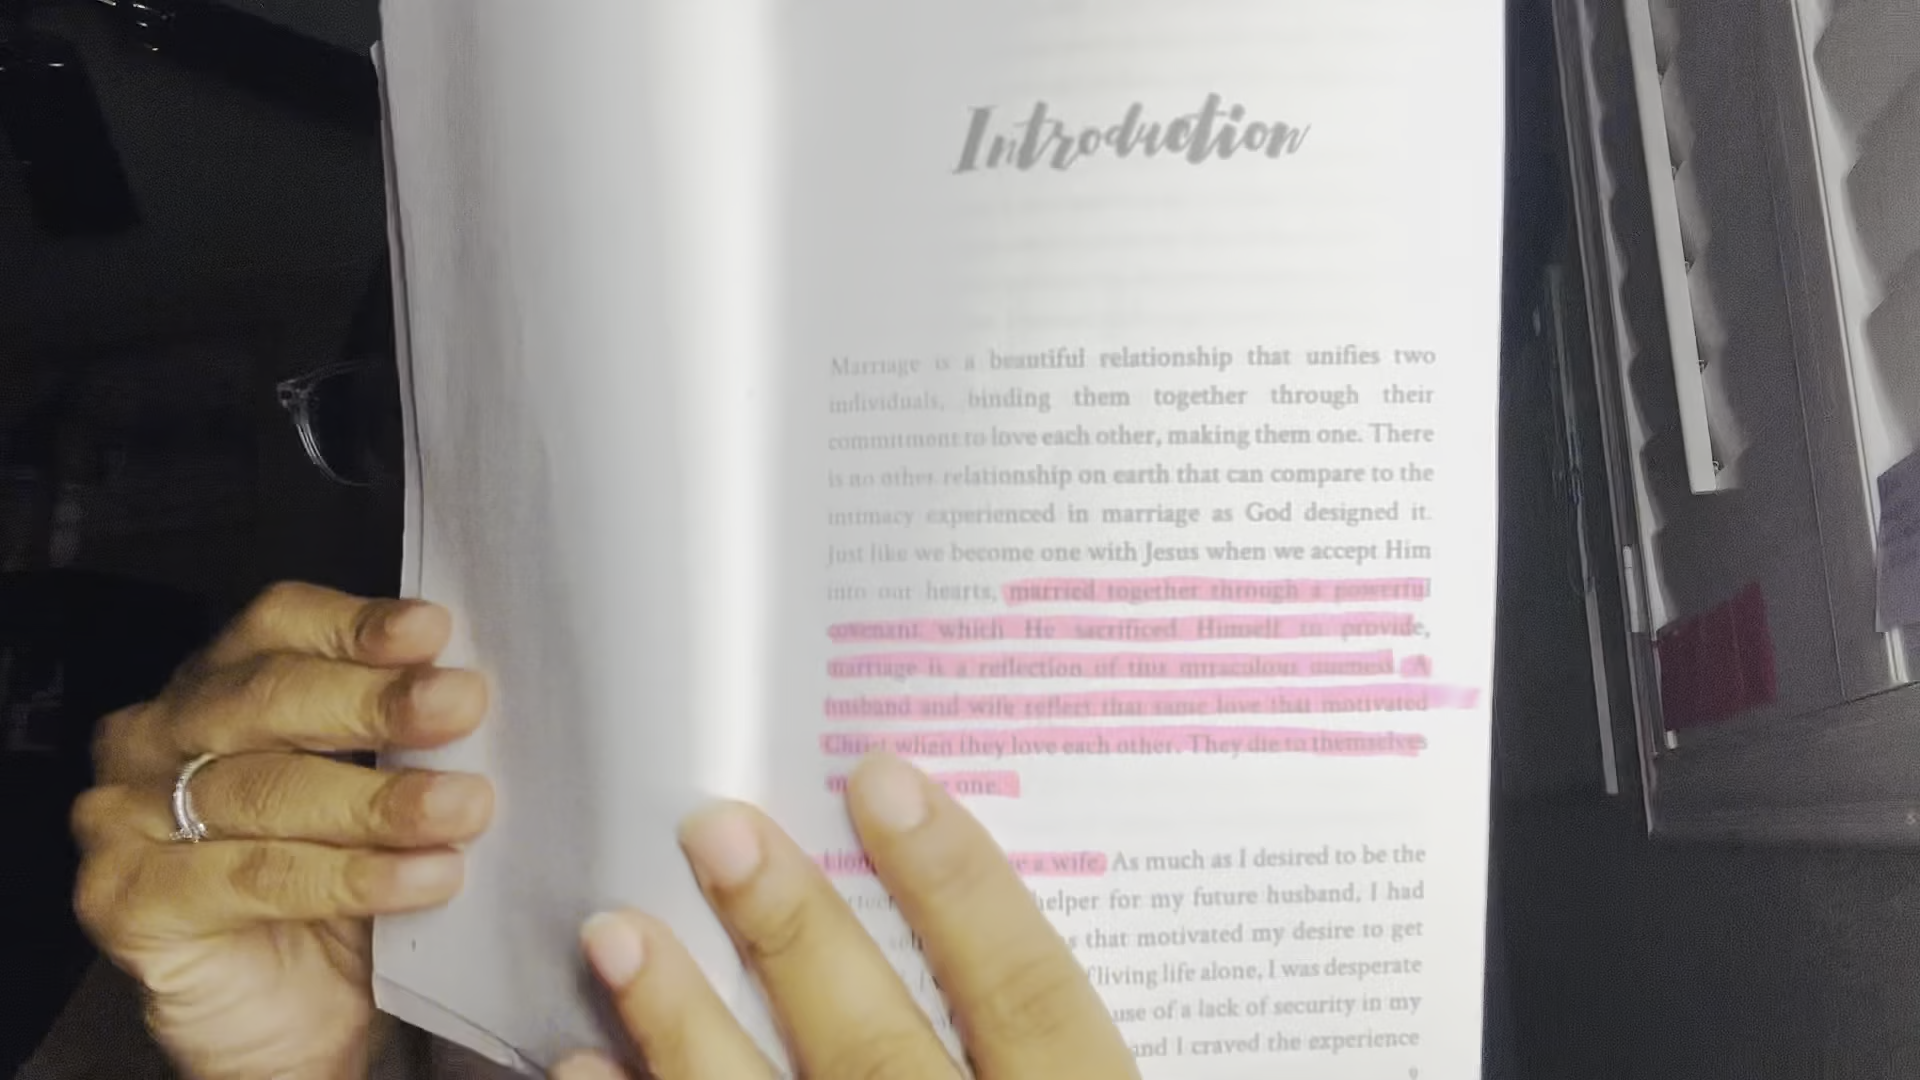 Introduction
Marriage is a beautiful relationship that unifies two
individuals, binding them together through their
commitment to love each other, making them one. There
is no other relationship on earth that can compare to the
intimacy experienced in marriage as God designed it.
Just like we become one with Jesus when we accept Him
into our hearts, married together through a powerful
covenant which He sacrificed Himself to provide,
marriage is a reflection of this miraculous A
husband and wife reflect that same love that motivated
Christ when they love each other. They die to themselves
one.
a wife. As much as I desired to be the
helper for my future husband, I had
that motivated my desire to get
living life alone, I was desperate
of a lack of security in my
and I craved the experience
9